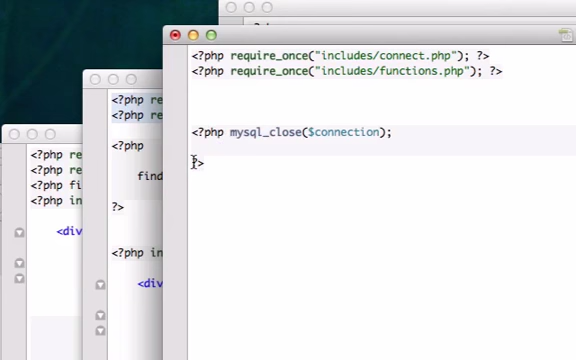 <?php require_once("includes/connect.php"); ?>
<?php require_once("includes/functions.php"); ?>
<?php mysql_close($connection);
?>
<?php re
<?php re
<?php
find
?>
<?php in
<div
<?php re
<?php re
<?php fi
<?php in
<div